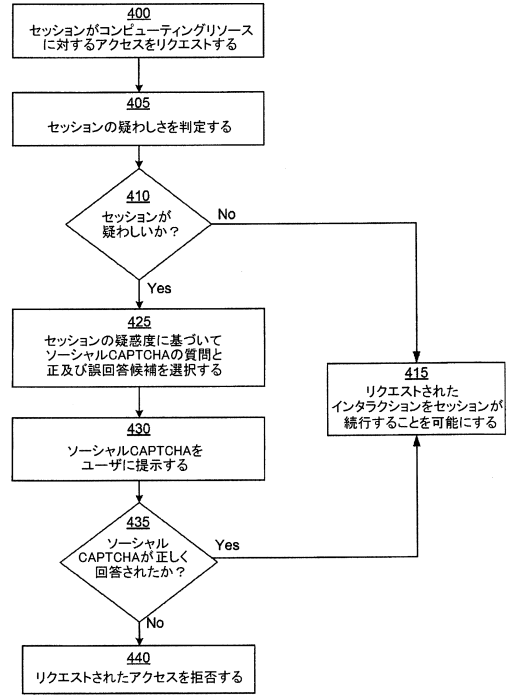 400
セッションがコンピューティングリソース
に対するアクセスをリクエストする
405
セッションの疑わしさを判定する
410
セッションが
疑わしいか？
No
Yes
425
セッションの疑惑度に基づいて
ソーシャルCAPTCHAの質問と
正及び誤回答候補を選択する
415
リクエストされた
インタラクションをセッションが
続行することを可能にする
430
ソーシャルCAPTCHAを
ユーザに提示する
435
ソーシャル
CAPTCHAが正しく
回答されたか？
Yes
No
440
リクエストされたアクセスを拒否する